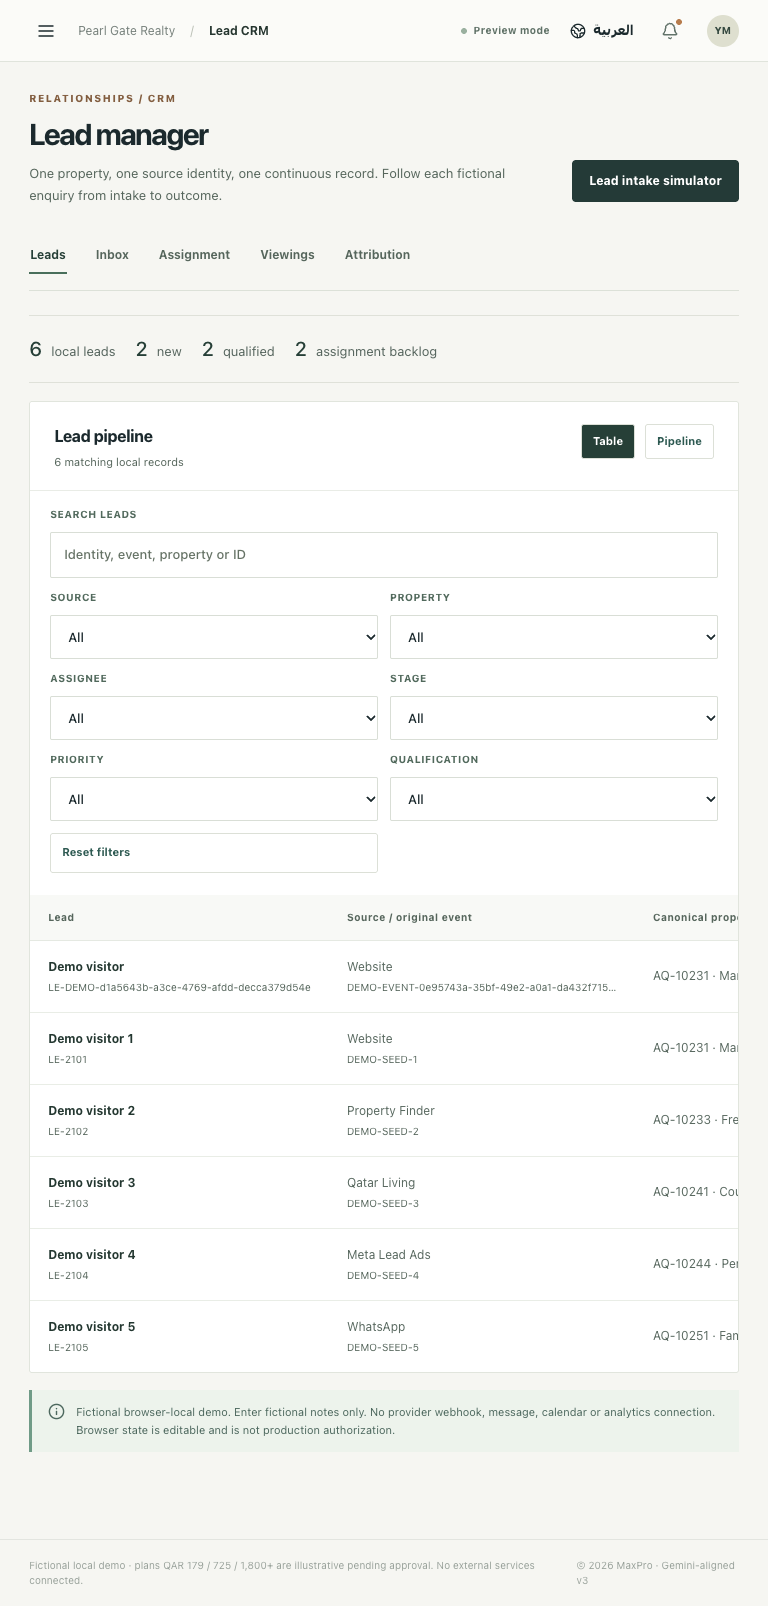 Pearl Gate Realty / Lead CRM
Preview mode
العربية
YM
RELATIONSHIPS / CRM
Lead manager
One property, one source identity, one continuous record. Follow each fictional
enquiry from intake to outcome.
Lead intake simulator
Leads Inbox Assignment Viewings Attribution
6 local leads 2 new 2 qualified 2 assignment backlog
Lead pipeline
6 matching local records
Table Pipeline
SEARCH LEADS
Identity, event, property or ID
SOURCE PROPERTY
All All
ASSIGNEE STAGE
All All
PRIORITY QUALIFICATION
All All
Reset filters
Lead Source / original event Canonical prop
Demo visitor Website
LE-DEMO-d1a5643b-a3ce-4769-afdd-decca379d54e DEMO-EVENT-0e95743a-35bf-49e2-a0a1-da432f715... AQ-10231 · Mar
Demo visitor 1 Website
LE-2101 DEMO-SEED-1 AQ-10231 · Mar
Demo visitor 2 Property Finder
LE-2102 DEMO-SEED-2 AQ-10233 · Fre
Demo visitor 3 Qatar Living
LE-2103 DEMO-SEED-3 AQ-10241 · Cou
Demo visitor 4 Meta Lead Ads
LE-2104 DEMO-SEED-4 AQ-10244 · Per
Demo visitor 5 WhatsApp
LE-2105 DEMO-SEED-5 AQ-10251 · Fan
Fictional browser-local demo. Enter fictional notes only. No provider webhook, message, calendar or analytics connection.
Browser state is editable and is not production authorization.
Fictional local demo · plans QAR 179 / 725 / 1,800+ are illustrative pending approval. No external services
connected.
© 2026 MaxPro · Gemini-aligned
v3